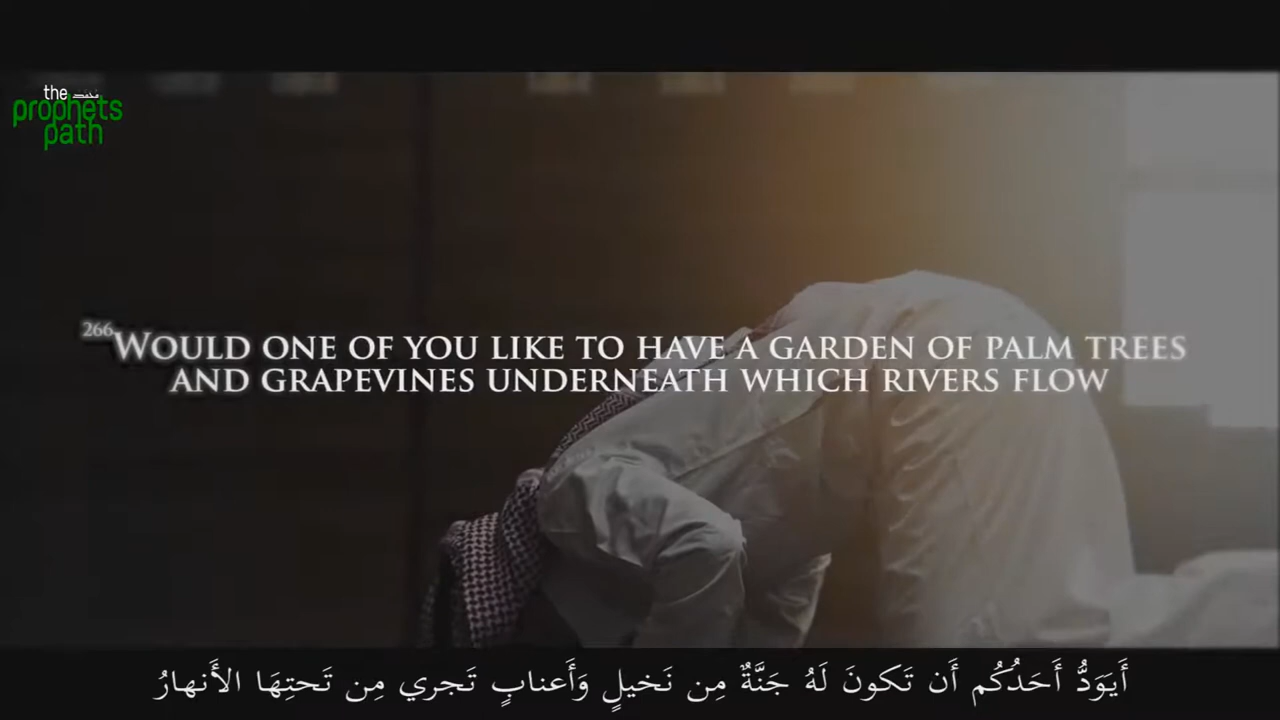 the محمد
prophets
path
266 WOULD ONE OF YOU LIKE TO HAVE A GARDEN OF PALM TREES
AND GRAPEVINES UNDERNEATH WHICH RIVERS FLOW
أَيَوَدُّ أَحَدُكُم أَن تَكونَ لَهُ جَنَّةٌ مِن نَخيلٍ وَأَعنابٍ تَجري مِن تَحتِهَا الأَنهارُ